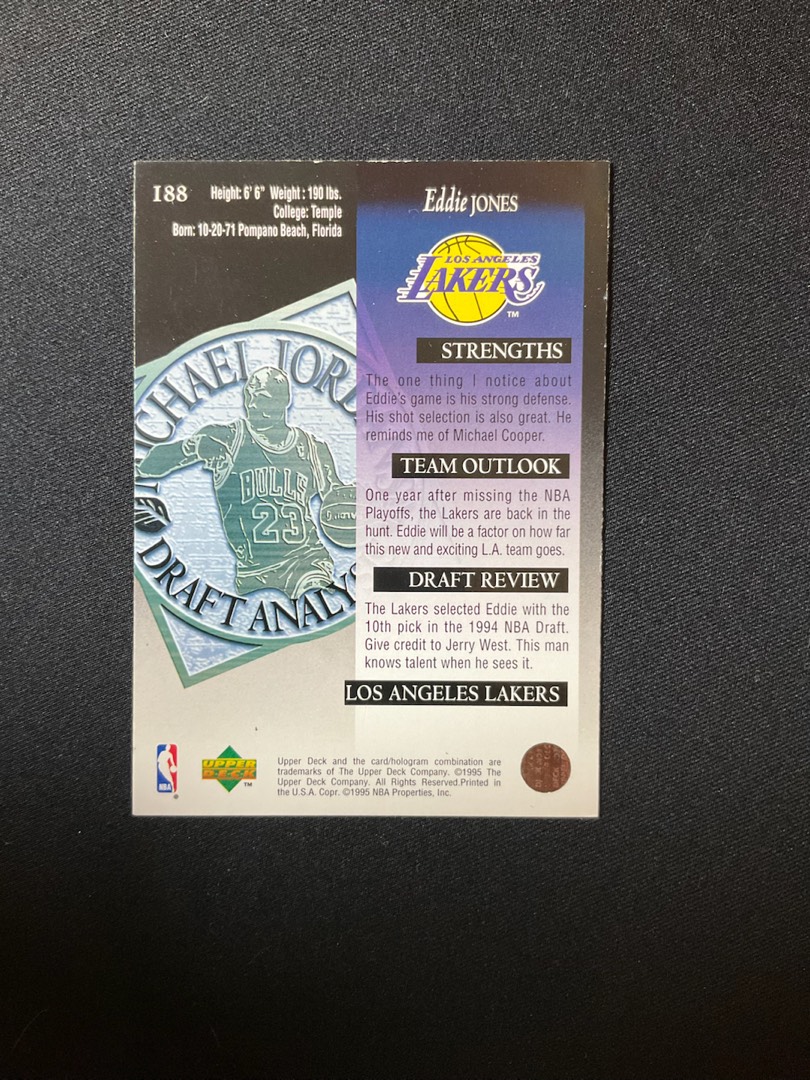 188
Height: 6' 6" Weight : 190 lbs.
College: Temple
Born: 10-20-71 Pompano Beach, Florida
Eddie JONES
LOS ANGELES
LAKERS
TM
BULLS
23
DRAFT
STRENGTHS
The one thing I notice about
Eddie's game is his strong defense.
His shot selection is also great. He
reminds me of Michael Cooper.
TEAM OUTLOOK
One year after missing the NBA
Playoffs, the Lakers are back in the
hunt. Eddie will be a factor on how far
this new and exciting L.A. team goes.
DRAFT REVIEW
The Lakers selected Eddie with the
10th pick in the 1994 NBA Draft.
Give credit to Jerry West. This man
knows talent when he sees it.
LOS ANGELES LAKERS
NBA
UPPER
DECK
TM
Upper Deck and the card/hologram combination are
trademarks of The Upper Deck Company. ©1995 The
Upper Deck Company. All Rights Reserved.Printed in
the U.S.A. Copr. ©1995 NBA Properties, Inc.